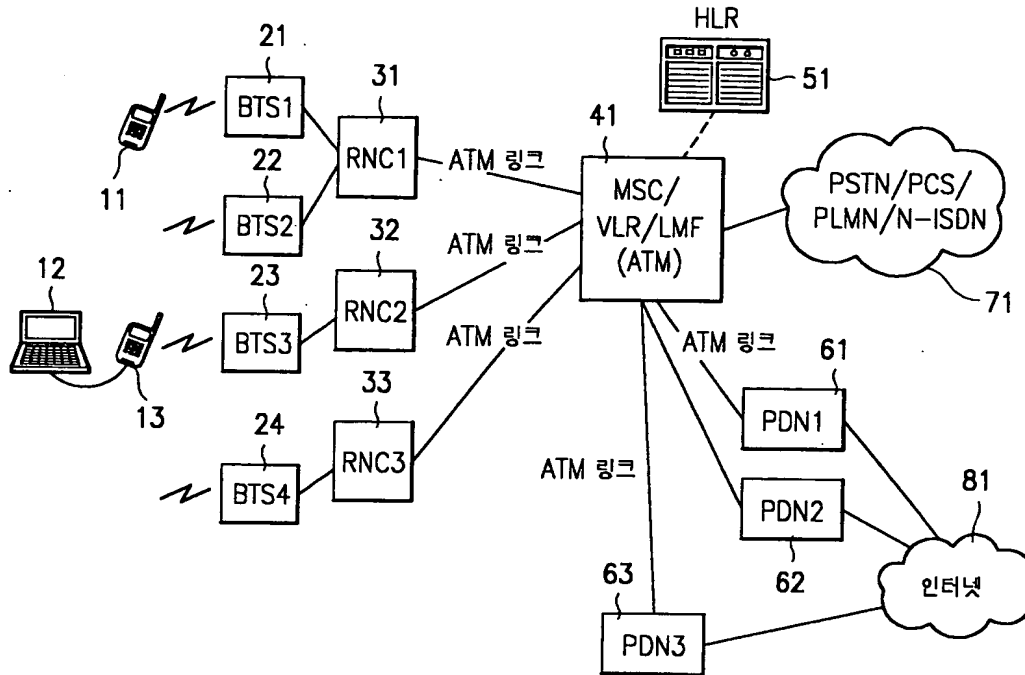 HLR
51
21
BTS1
31
RNC1
11
22
BTS2
ATM 링크
41
MSC/
VLR/LMF
(ATM)
PSTN/PCS/
PLMN/N-ISDN
71
32
RNC2
ATM 링크
12
13
23
BTS3
ATM 링크
33
RNC3
24
BTS4
ATM 링크
61
PDN1
ATM 링크
PDN2
62
81
인터넷
63
PDN3